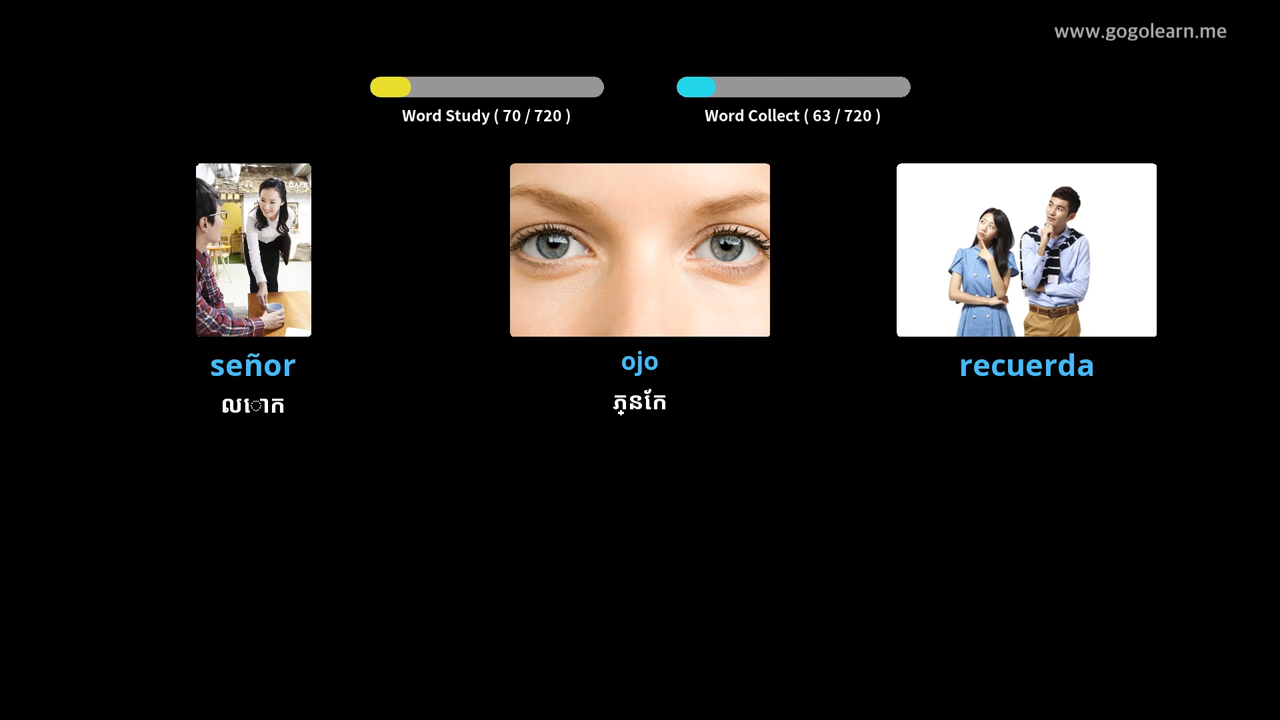 www.gogolearn.me
Word Study ( 70 / 720 )
Word Collect ( 63 / 720 )
señor
ojo
recuerda
លោក
ភ្នែក